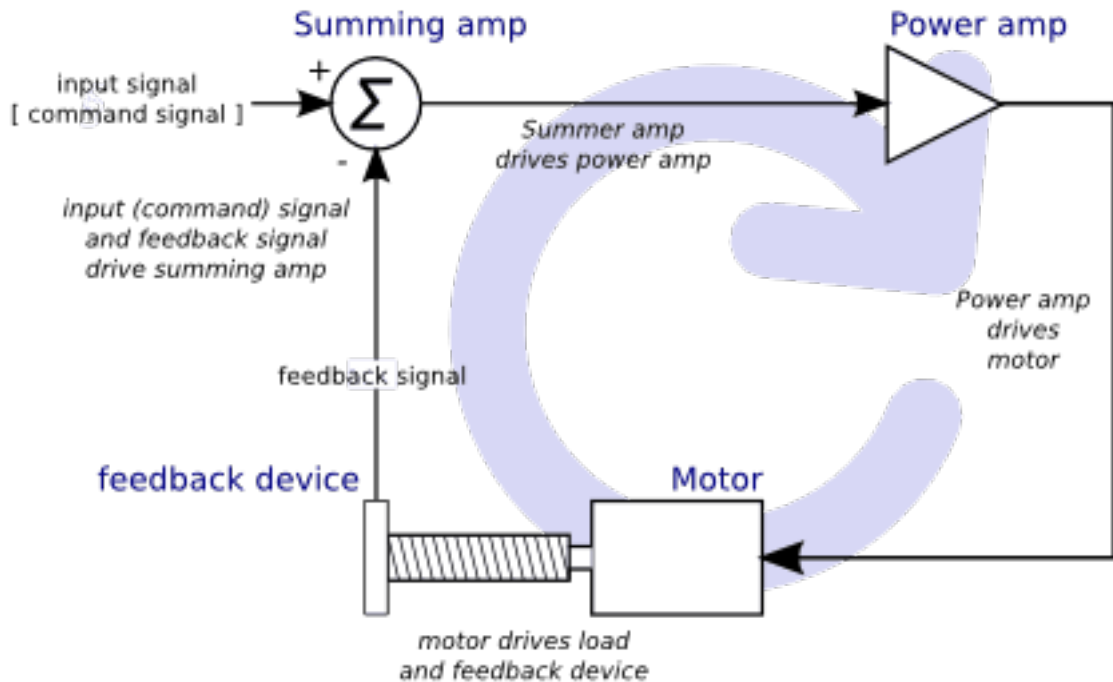 Summing amp
Power amp
input signal
[ command signal ]
+
Σ
-
Summer amp
drives power amp
input (command) signal
and feedback signal
drive summing amp
Power amp
drives
motor
feedback signal
feedback device
Motor
motor drives load
and feedback device